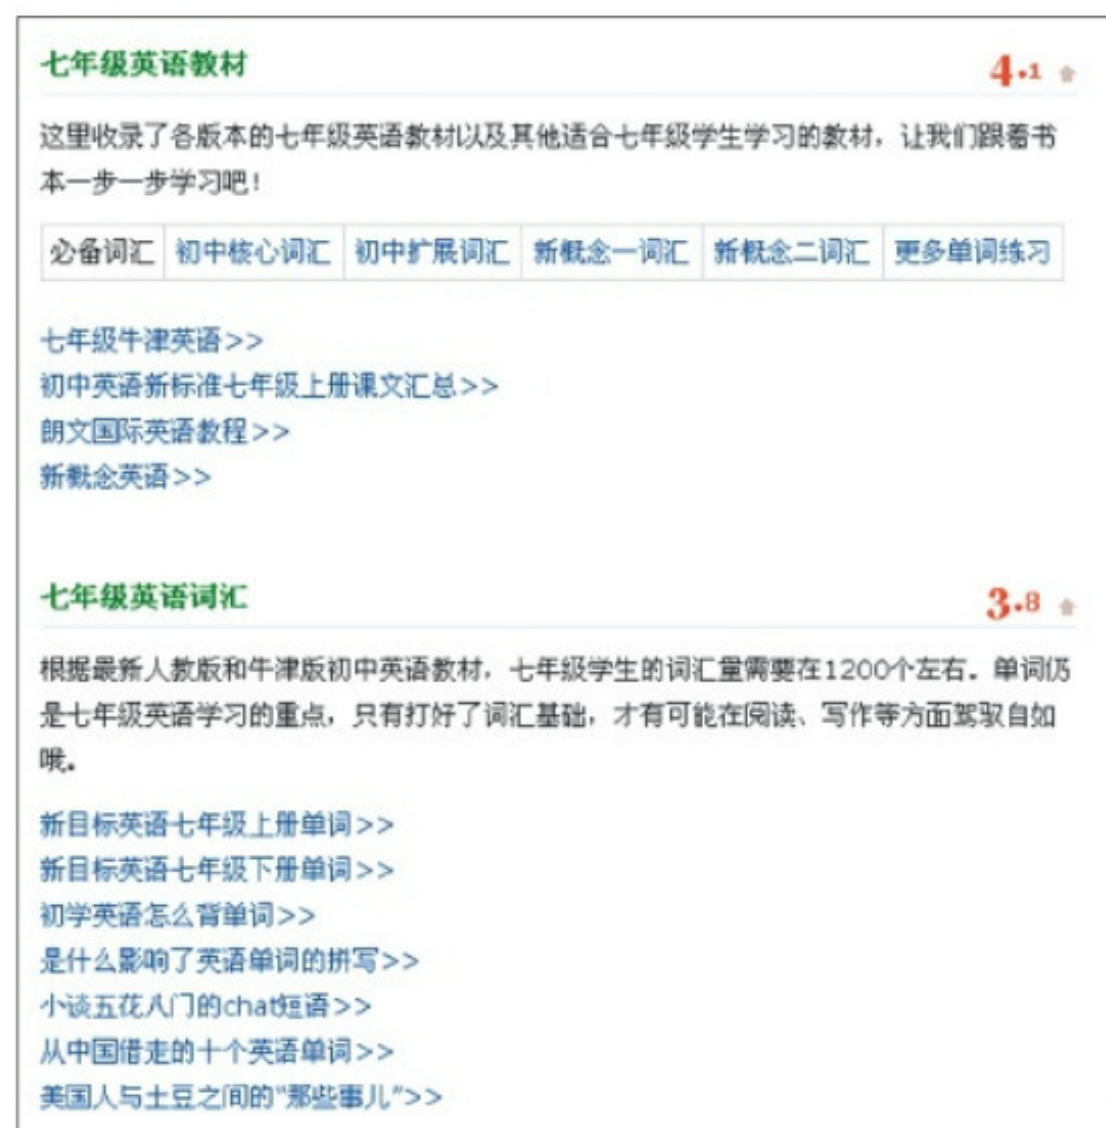 七年级英语教材
4.1
这里收录了各版本的七年级英语教材以及其他适合七年级学生学习的教材，让我们跟着书
本一步一步学习吧！
必备词汇 初中核心词汇 初中扩展词汇 新概念一词汇 新概念二词汇 更多单词练习
七年级牛津英语>>
初中英语新标准七年级上册课文汇总>>
朗文国际英语教程>>
新概念英语>>
七年级英语词汇
3.8
根据最新人教版和牛津版初中英语教材，七年级学生的词汇量需要在1200个左右。单词仍
是七年级英语学习的重点，只有打好了词汇基础，才有可能在阅读、写作等方面驾驭自如
哦。
新目标英语七年级上册单词>>
新目标英语七年级下册单词>>
初学英语怎么背单词>>
是什么影响了英语单词的拼写>>
小谈五花八门的chat短语>>
从中国借走的十个英语单词>>
美国人与土豆之间的"那些事儿">>